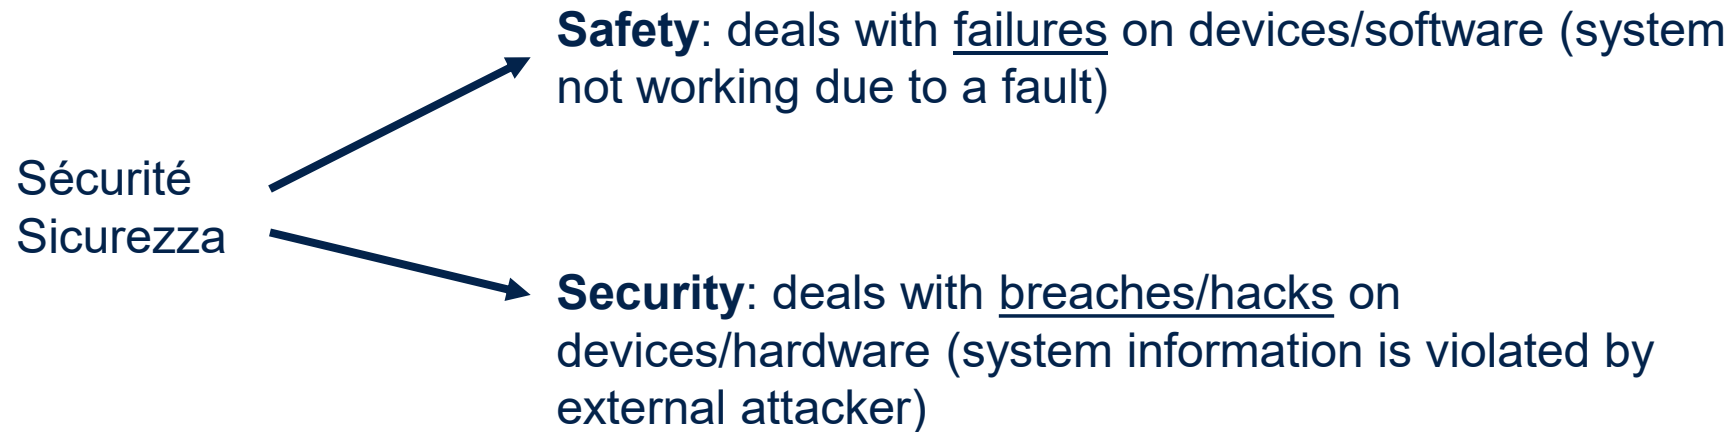 Safety: deals with failures on devices/software (system
not working due to a fault)
Sécurité
Sicurezza
Security: deals with breaches/hacks on
devices/hardware (system information is violated by
external attacker)